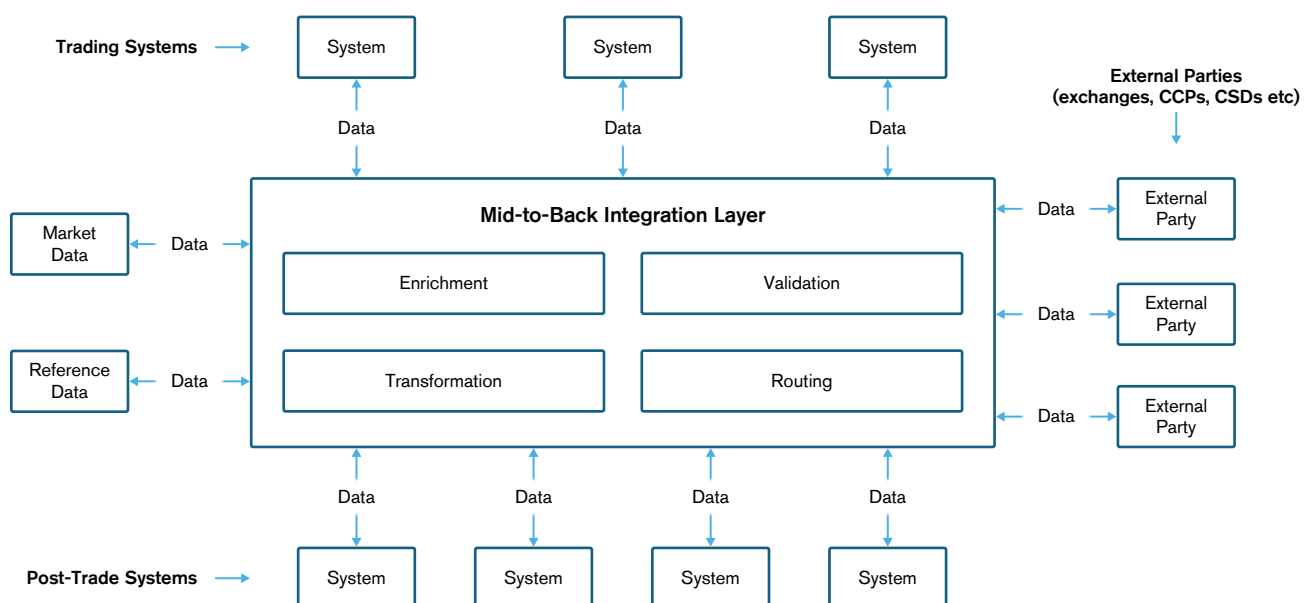 Trading Systems
System
System
System
External Parties
(exchanges, CCPs, CSDs etc)
Data
Data
Data
Mid-to-Back Integration Layer
Market
Data
Data
Enrichment
Validation
Data
External
Party
Data
External
Party
Reference
Data
Data
Transformation
Routing
Data
External
Party
Data
Data
Data
Data
Post-Trade Systems
System
System
System
System